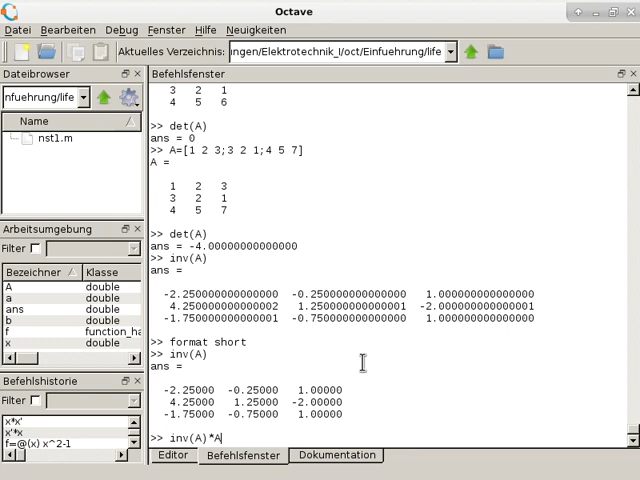 Octave
Datei Bearbeiten Debug Fenster Hilfe Neuigkeiten
Aktuelles Verzeichnis: ungen/Elektrotechnik_I/oct/Einfuehrung/life
Dateibrowser
nfuehrung/life
Name
nst1.m
Arbeitsumgebung
Filter
Bezeichner Klasse
A double
a double
ans double
b double
f function_ha
x double
Befehlshistorie
Filter
x*x'
x'*x
f=@(x) x^2-1
Befehlsfenster
3 2 1
4 5 6
>> det(A)
ans = 0
>> A=[1 2 3;3 2 1;4 5 7]
A =
1 2 3
3 2 1
4 5 7
>> det(A)
ans = -4.00000000000000
>> inv(A)
ans =
-2.250000000000000 -0.250000000000000 1.000000000000000
4.250000000000002 1.250000000000001 -2.000000000000001
-1.750000000000001 -0.750000000000000 1.000000000000000
>> format short
>> inv(A)
ans =
-2.25000 -0.25000 1.00000
4.25000 1.25000 -2.00000
-1.75000 -0.75000 1.00000
>> inv(A)*A
Editor Befehlsfenster Dokumentation